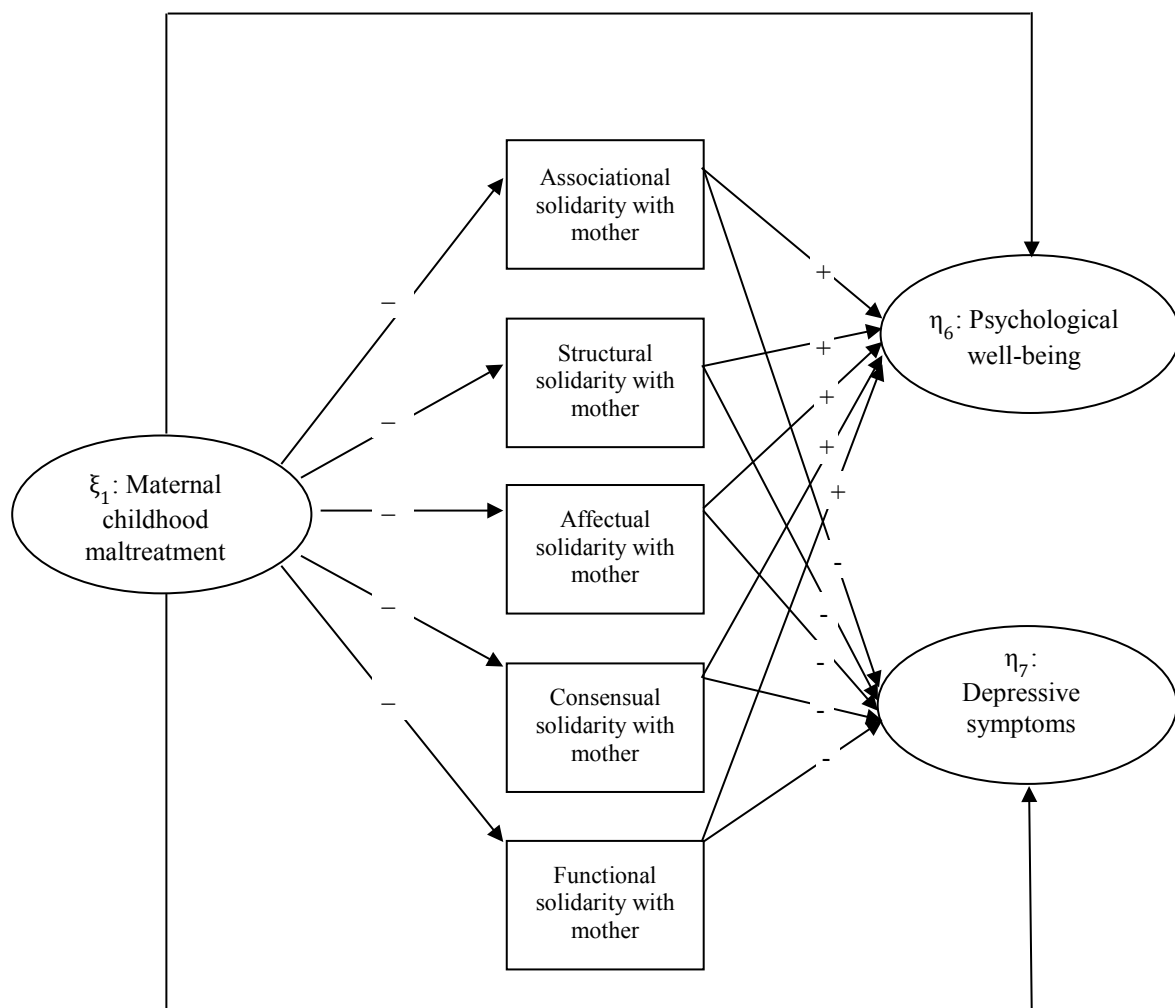 Associational
solidarity with
mother
Structural
solidarity with
mother
Affectual
solidarity with
mother
Consensual
solidarity with
mother
Functional
solidarity with
mother
ξ₁: Maternal
childhood
maltreatment
η₆: Psychological
well-being
η₇:
Depressive
symptoms
–
–
–
–
–
+
+
+
+
+
-
-
-
-
-